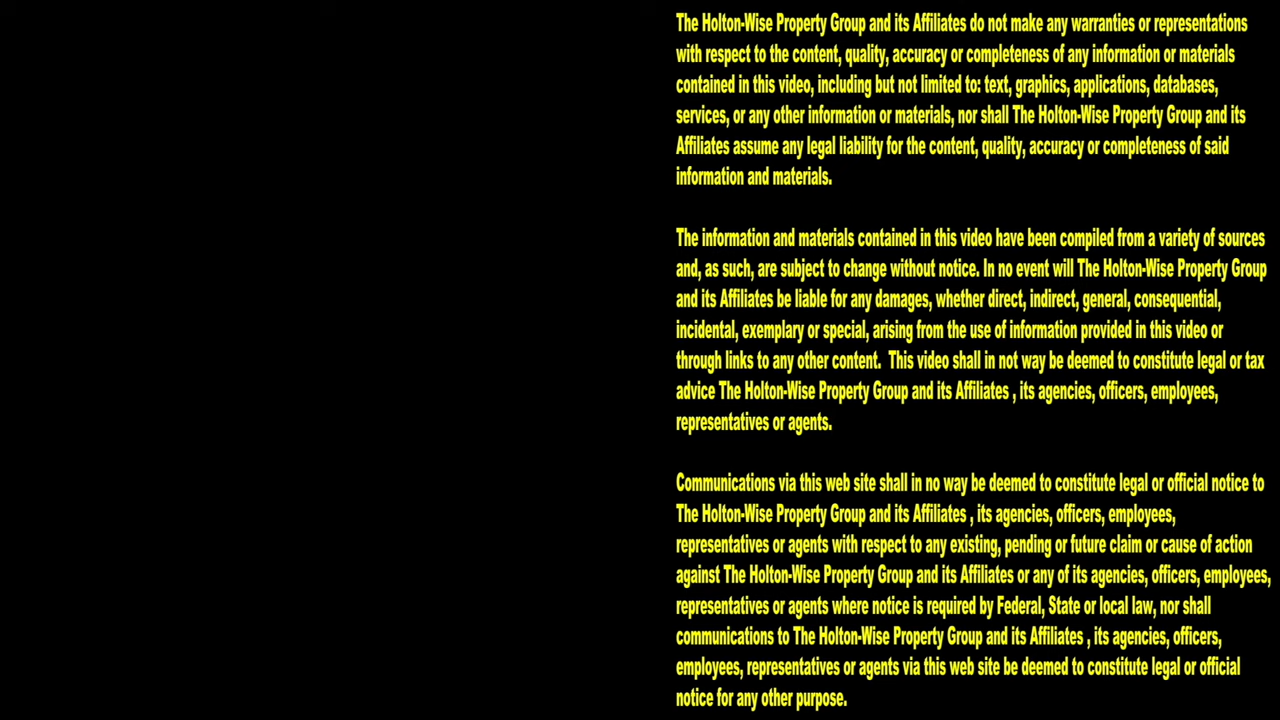 The Holton-Wise Property Group and its Affiliates do not make any warranties or representations
with respect to the content, quality, accuracy or completeness of any information or materials
contained in this video, including but not limited to: text, graphics, applications, databases,
services, or any other information or materials, nor shall The Holton-Wise Property Group and its
Affiliates assume any legal liability for the content, quality, accuracy or completeness of said
information and materials.
The information and materials contained in this video have been compiled from a variety of sources
and, as such, are subject to change without notice. In no event will The Holton-Wise Property Group
and its Affiliates be liable for any damages, whether direct, indirect, general, consequential,
incidental, exemplary or special, arising from the use of information provided in this video or
through links to any other content.  This video shall in not way be deemed to constitute legal or tax
advice The Holton-Wise Property Group and its Affiliates , its agencies, officers, employees,
representatives or agents.
Communications via this web site shall in no way be deemed to constitute legal or official notice to
The Holton-Wise Property Group and its Affiliates , its agencies, officers, employees,
representatives or agents with respect to any existing, pending or future claim or cause of action
against The Holton-Wise Property Group and its Affiliates or any of its agencies, officers, employees,
representatives or agents where notice is required by Federal, State or local law, nor shall
communications to The Holton-Wise Property Group and its Affiliates , its agencies, officers,
employees, representatives or agents via this web site be deemed to constitute legal or official
notice for any other purpose.